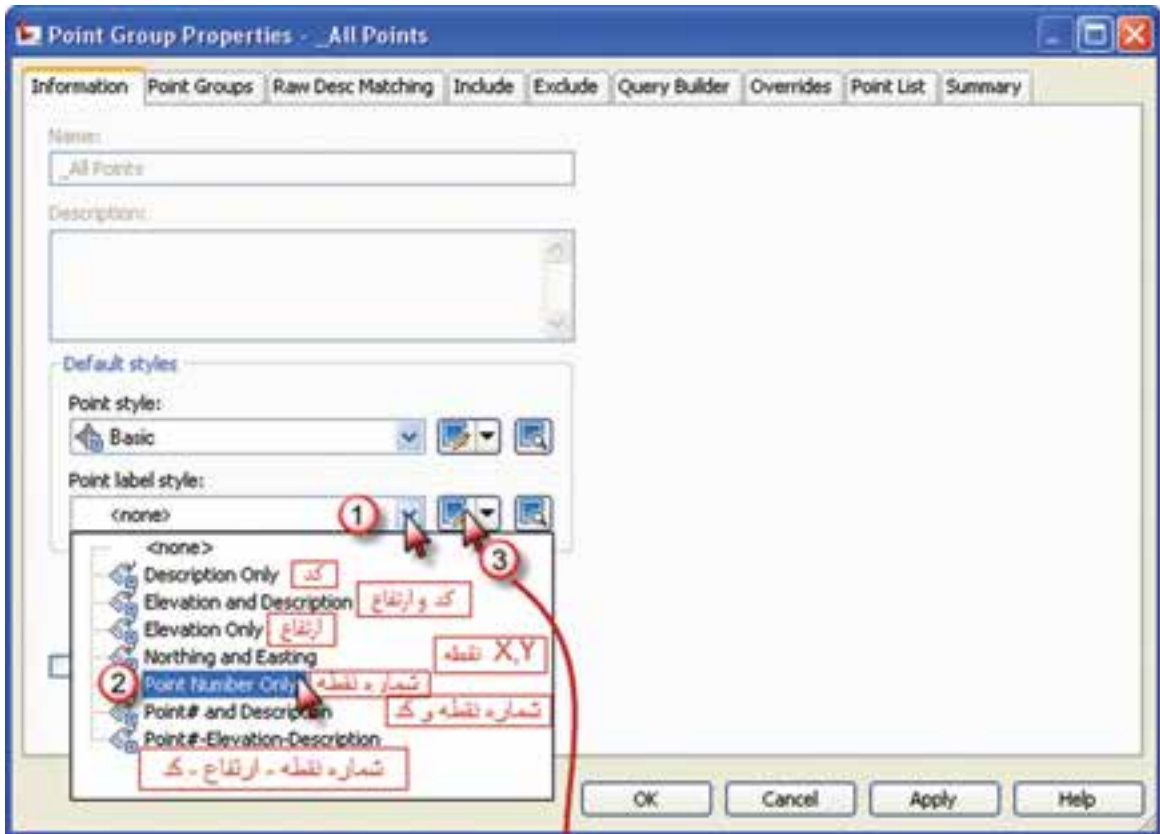 Point Group Properties - _All Points
Information Point Groups Raw Desc Matching Include Exclude Query Builder Overrides Point List Summary
Name:
_All Points
Description:
Default styles
Point style:
Basic
Point label style:
<none> 1
3
<none>
Description Only کد
Elevation and Description کد و ارتفاع
Elevation Only ارتفاع
Northing and Easting نقطه X,Y
2 Point Number Only شماره نقطه
Point# and Description شماره نقطه و کد
Point#-Elevation-Description
شماره نقطه - ارتفاع - کد
OK Cancel Apply Help